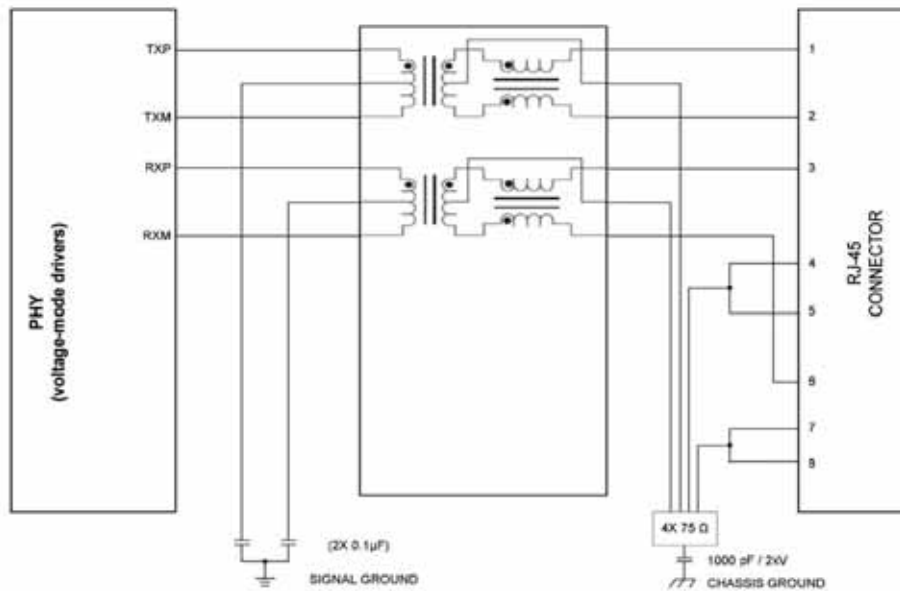 PHY
(voltage-mode drivers)
TXP
TXM
RXP
RXM
1
2
3
4
5
6
7
8
RJ-45
CONNECTOR
4X 75 Ω
(2X 0.1µF)
SIGNAL GROUND
1000 pF / 2kV
CHASSIS GROUND